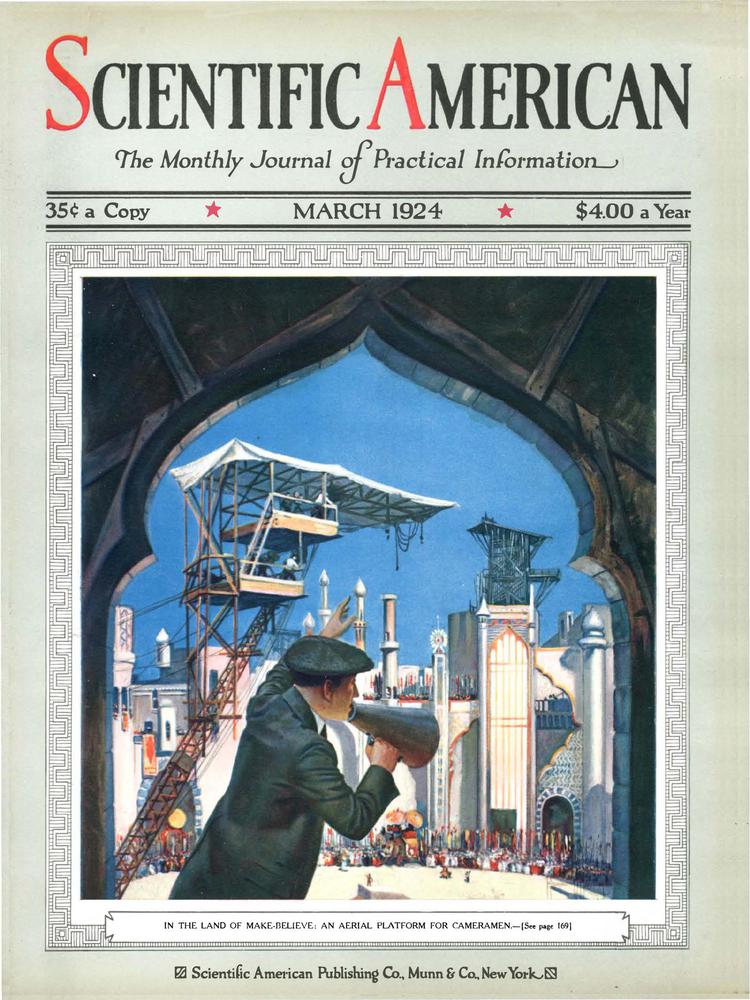 SCIENTIFIC AMERICAN
The Monthly Journal of Practical Information
35¢ a Copy ★ MARCH 1924 ★ $4.00 a Year
IN THE LAND OF MAKE-BELIEVE: AN AERIAL PLATFORM FOR CAMERAMEN.—[See page 169]
Scientific American Publishing Co., Munn & Co., New York